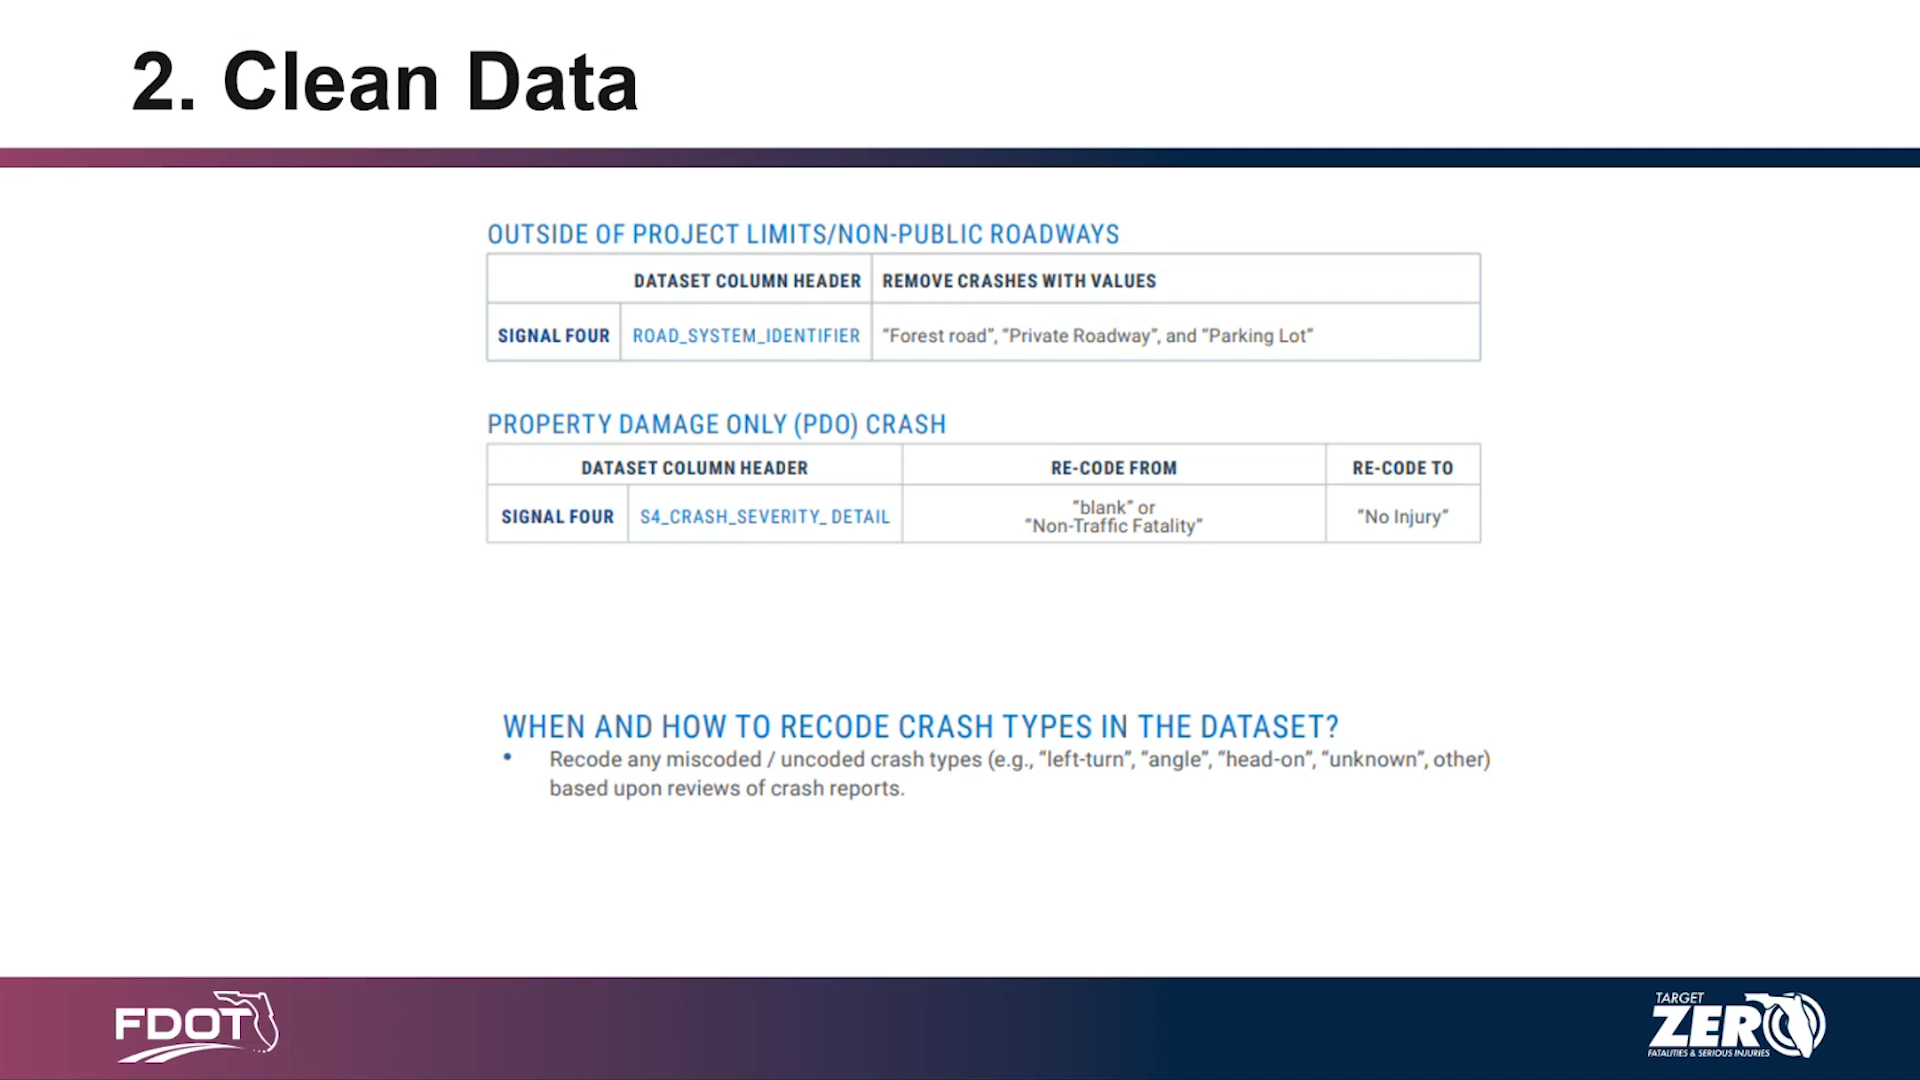 2. Clean Data
OUTSIDE OF PROJECT LIMITS/NON-PUBLIC ROADWAYS
DATASET COLUMN HEADER REMOVE CRASHES WITH VALUES
SIGNAL FOUR ROAD_SYSTEM_IDENTIFIER “Forest road”, “Private Roadway”, and “Parking Lot”
PROPERTY DAMAGE ONLY (PDO) CRASH
DATASET COLUMN HEADER RE-CODE FROM RE-CODE TO
SIGNAL FOUR S4_CRASH_SEVERITY_ DETAIL “blank” or
“Non-Traffic Fatality” “No Injury”
WHEN AND HOW TO RECODE CRASH TYPES IN THE DATASET?
• Recode any miscoded / uncoded crash types (e.g., “left-turn”, “angle”, “head-on”, “unknown”, other)
based upon reviews of crash reports.
FDOT
TARGET
ZERO
FATALITIES & SERIOUS INJURIES